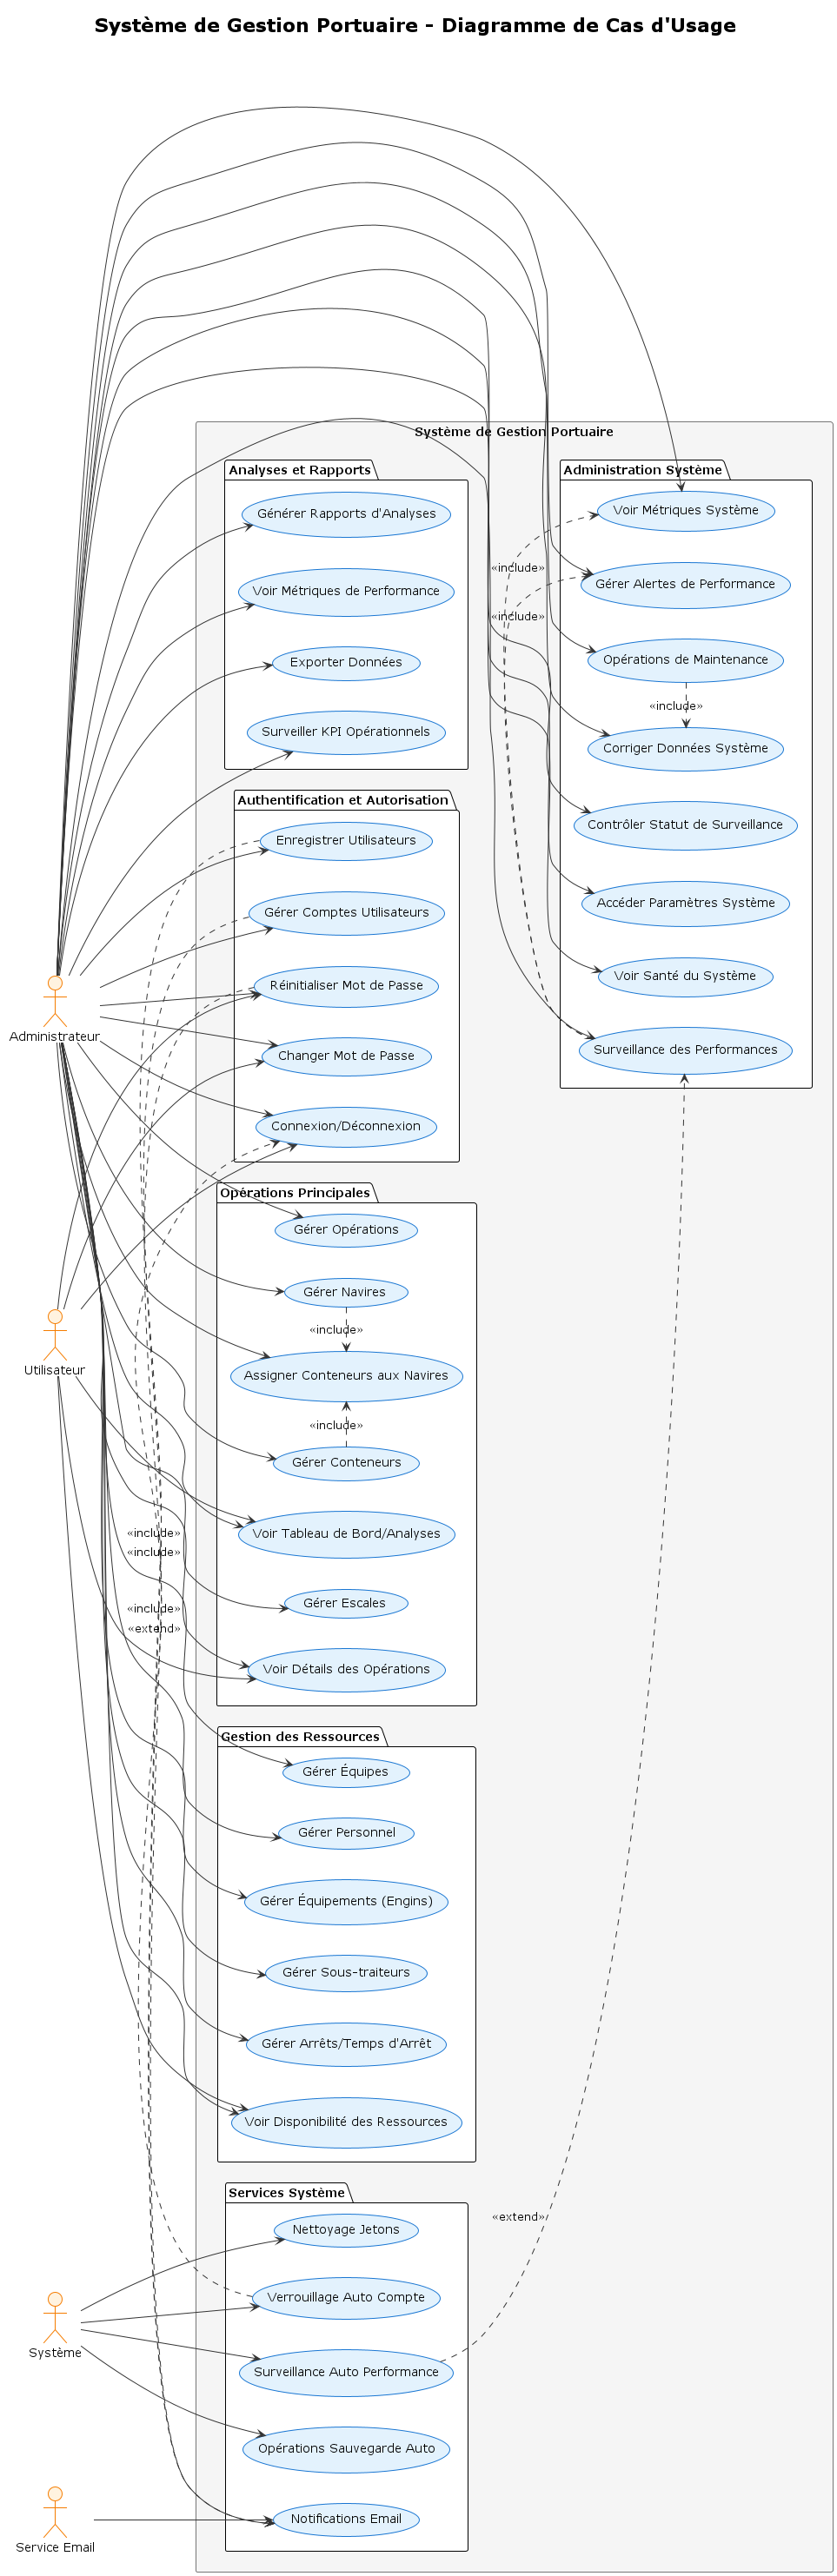 Système de Gestion Portuaire - Diagramme de Cas d'Usage
Système de Gestion Portuaire
Analyses et Rapports
Générer Rapports d'Analyses
Voir Métriques de Performance
Exporter Données
Surveiller KPI Opérationnels
Administration Système
Voir Métriques Système
«include»
Gérer Alertes de Performance
«include»
Opérations de Maintenance
«include»
Corriger Données Système
Contrôler Statut de Surveillance
Accéder Paramètres Système
Voir Santé du Système
Surveillance des Performances
Authentification et Autorisation
Enregistrer Utilisateurs
Gérer Comptes Utilisateurs
Réinitialiser Mot de Passe
Changer Mot de Passe
Connexion/Déconnexion
Administrateur
Opérations Principales
Gérer Opérations
Gérer Navires
«include»
Assigner Conteneurs aux Navires
«include»
Gérer Conteneurs
Voir Tableau de Bord/Analyses
Gérer Escales
Voir Détails des Opérations
Utilisateur
«include»
«include»
«include»
«extend»
Gestion des Ressources
Gérer Équipes
Gérer Personnel
Gérer Équipements (Engins)
Gérer Sous-traiteurs
Gérer Arrêts/Temps d'Arrêt
Voir Disponibilité des Ressources
Services Système
Nettoyage Jetons
Verrouillage Auto Compte
Surveillance Auto Performance
Opérations Sauvegarde Auto
Notifications Email
«extend»
Système
Service Email